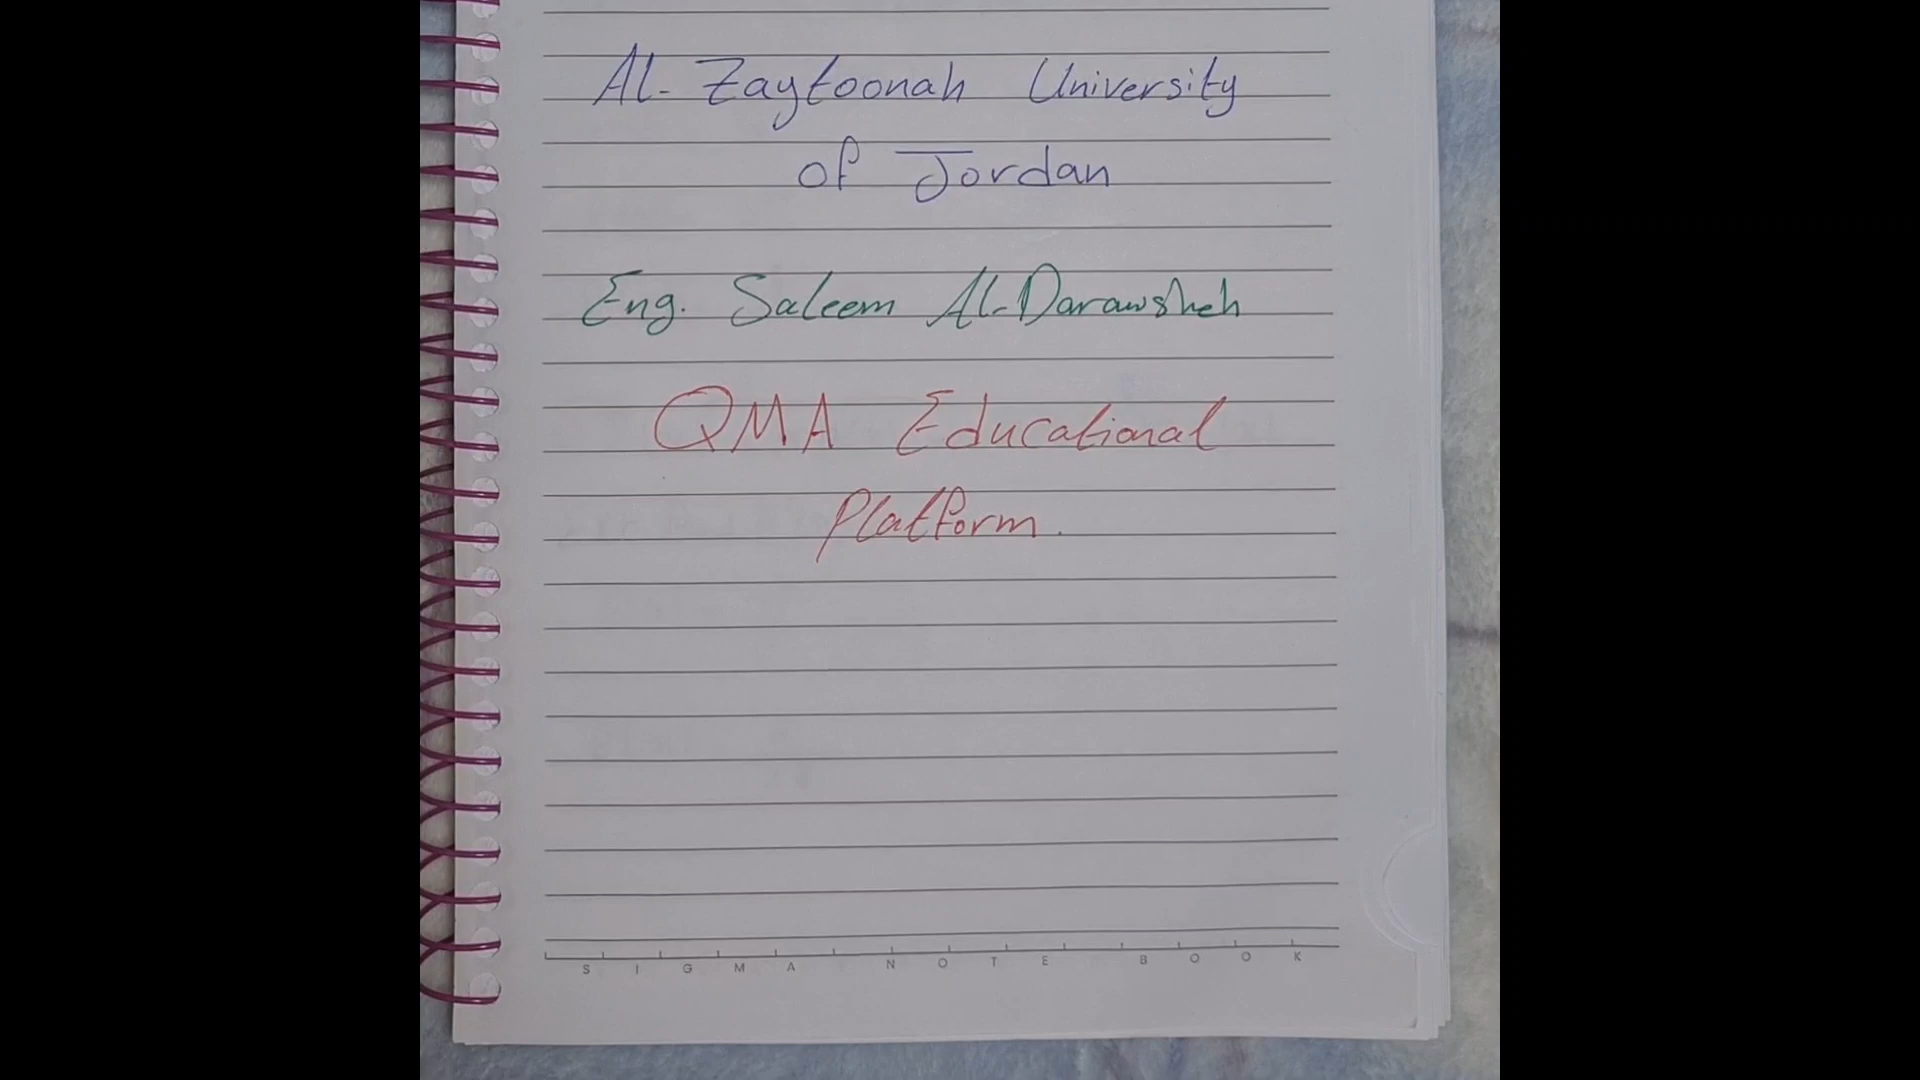 Al-Zaytoonah University
of Jordan
Eng. Saleem Al-Darawsheh
QMA Educational
Platform.
SIGMA NOTE BOOK